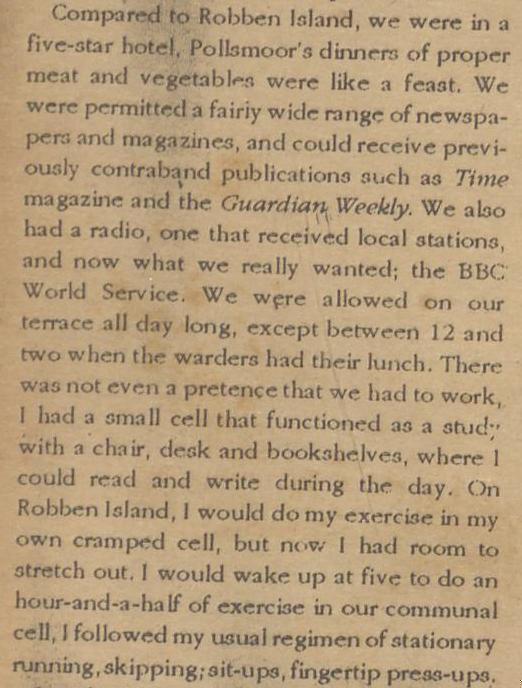 Compared to Robben Island, we were in a
five-star hotel, Pollsmoor's dinners of proper
meat and vegetables were like a feast. We
were permitted a fairiy wide range of newspa-
pers and magazines, and could receive previ-
ously contraband publications such as Time
magazine and the Guardian Weekly. We also
had a radio, one that received local stations,
and now what we really wanted; the BBC
World Service. We were allowed on our
terrace all day long, except between 12 and
two when the warders had their lunch. There
was not even a pretence that we had to work,
I had a small cell that functioned as a study
with a chair, desk and bookshelves, where I
could read and write during the day. On
Robben Island, I would do my exercise in my
own cramped cell, but now I had room to
stretch out. I would wake up at five to do an
hour-and-a-half of exercise in our communal
cell, I followed my usual regimen of stationary
running, skipping; sit-ups, fingertip press-ups.